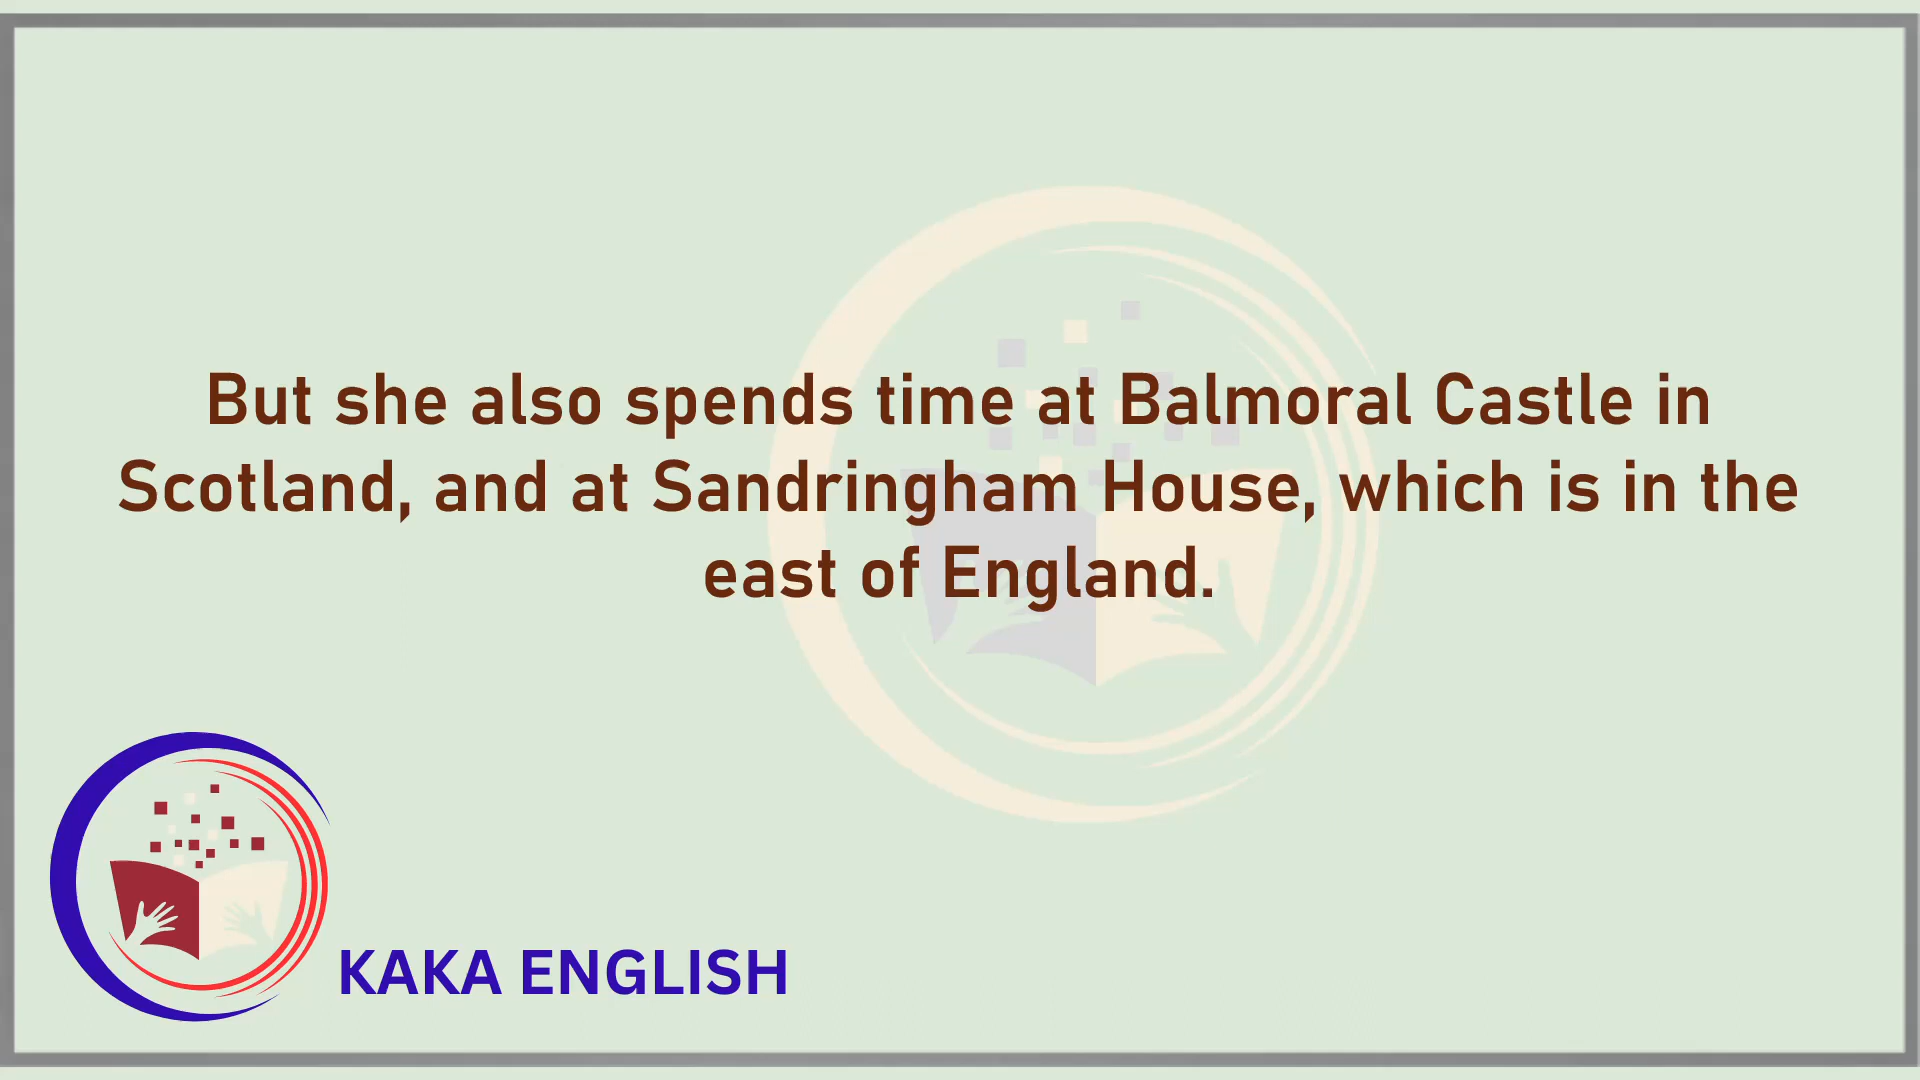 But she also spends time at Balmoral Castle in
Scotland, and at Sandringham House, which is in the
east of England.
KAKA ENGLISH